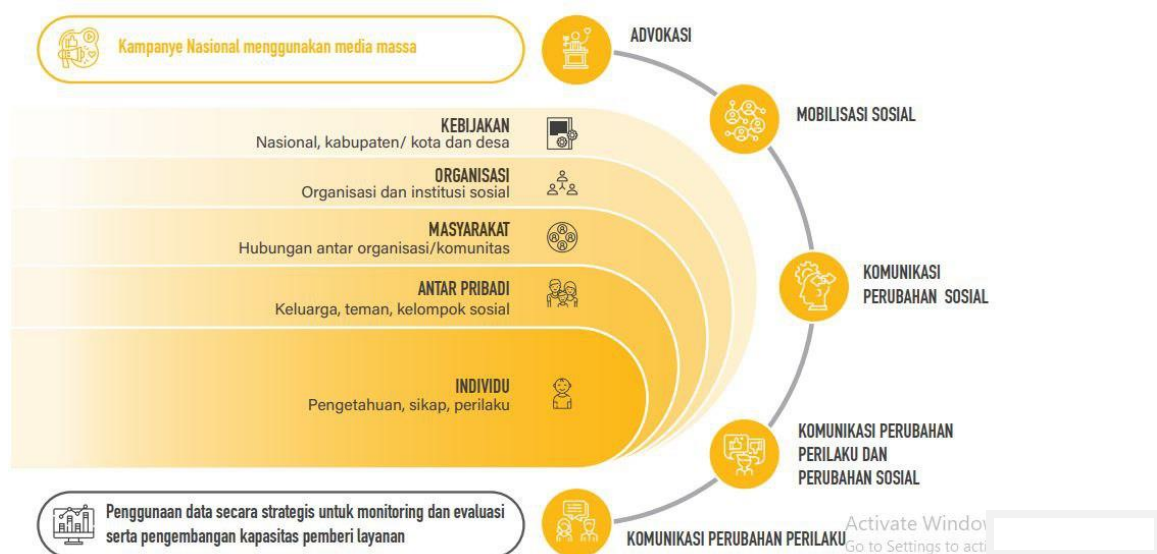 Kampanye Nasional menggunakan media massa
ADVOKASI
MOBILISASI SOSIAL
KEBIJAKAN
Nasional, kabupaten/ kota dan desa
ORGANISASI
Organisasi dan institusi sosial
MASYARAKAT
Hubungan antar organisasi/komunitas
KOMUNIKASI
PERUBAHAN SOSIAL
ANTAR PRIBADI
Keluarga, teman, kelompok sosial
INDIVIDU
Pengetahuan, sikap, perilaku
KOMUNIKASI PERUBAHAN
PERILAKU DAN
PERUBAHAN SOSIAL
Penggunaan data secara strategis untuk monitoring dan evaluasi
serta pengembangan kapasitas pemberi layanan
KOMUNIKASI PERUBAHAN PERILAKU
Activate
Go to Settings to